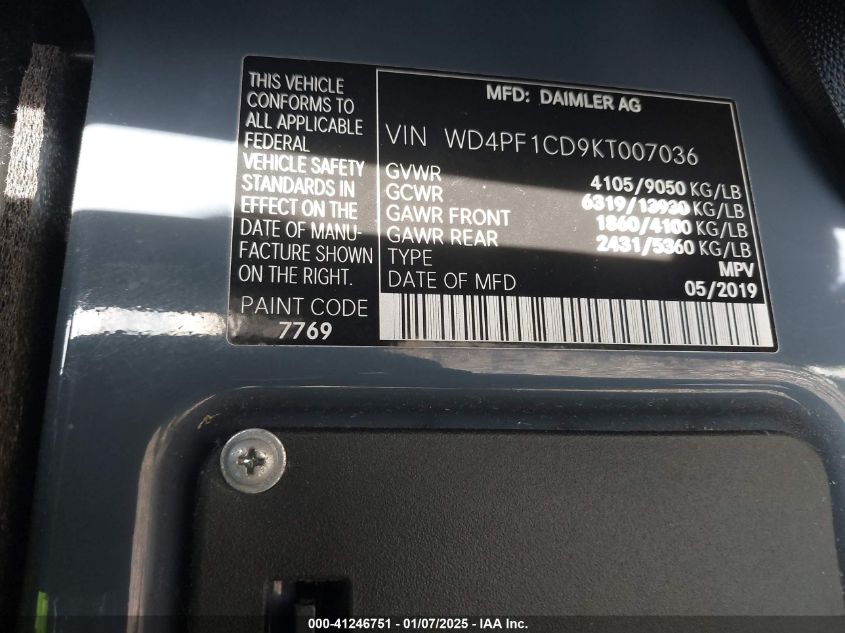 THIS VEHICLE
CONFORMS TO
ALL APPLICABLE
FEDERAL
VEHICLE SAFETY
STANDARDS IN
EFFECT ON THE
DATE OF MANU-
FACTURE SHOWN
ON THE RIGHT.
PAINT CODE
7769
MFD: DAIMLER AG
VIN WD4PF1CD9KT007036
GVWR 4105/9050 KG/LB
GCWR 6319/13930 KG/LB
GAWR FRONT 1860/4100 KG/LB
GAWR REAR 2431/5360 KG/LB
TYPE MPV
DATE OF MFD 05/2019
000-41246751 - 01/07/2025 - IAA Inc.